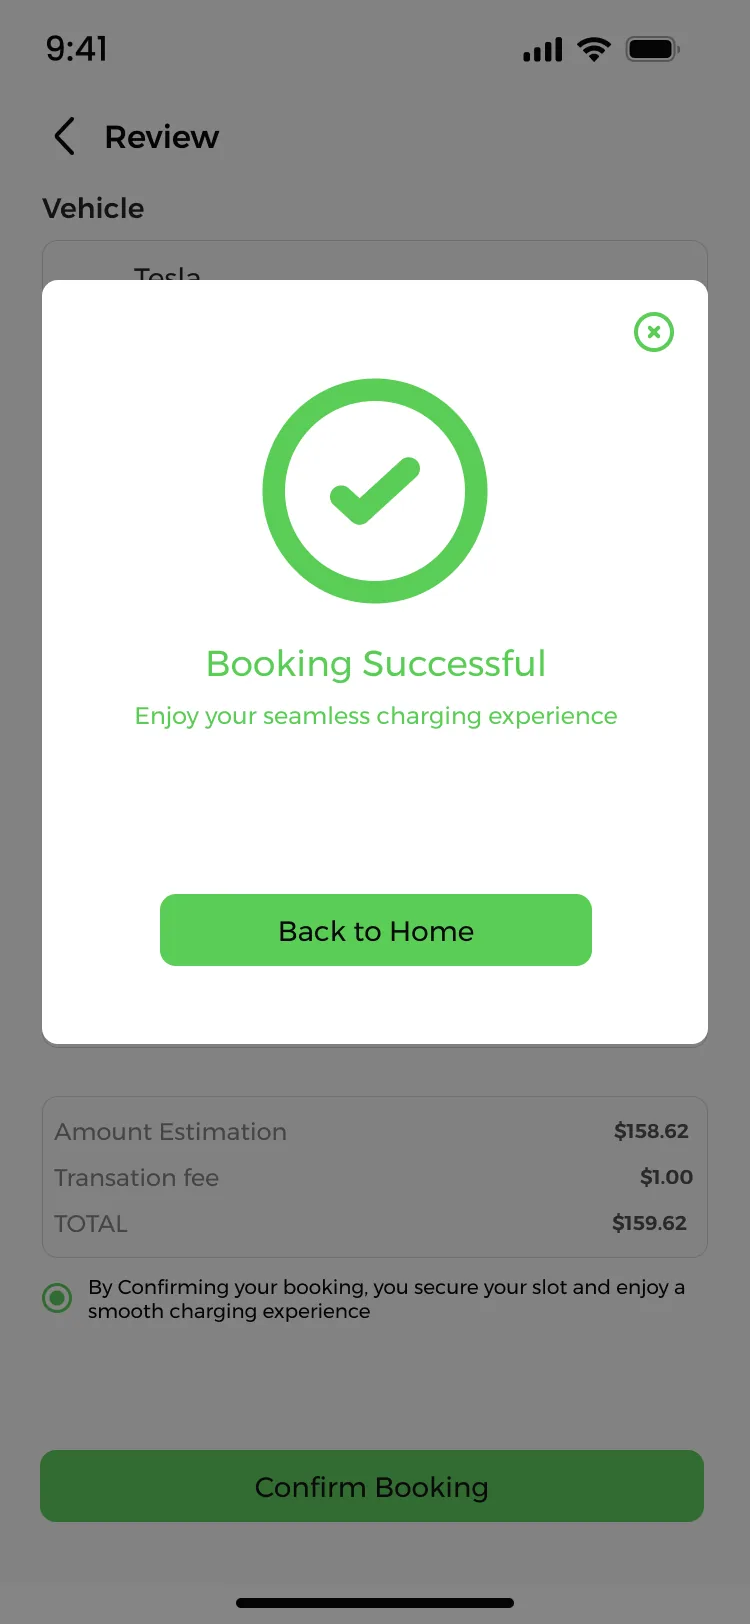 9:41
Review
Vehicle
Tesla
Booking Successful
Enjoy your seamless charging experience
Back to Home
Amount Estimation $158.62
Transation fee $1.00
TOTAL $159.62
By Confirming your booking, you secure your slot and enjoy a
smooth charging experience
Confirm Booking